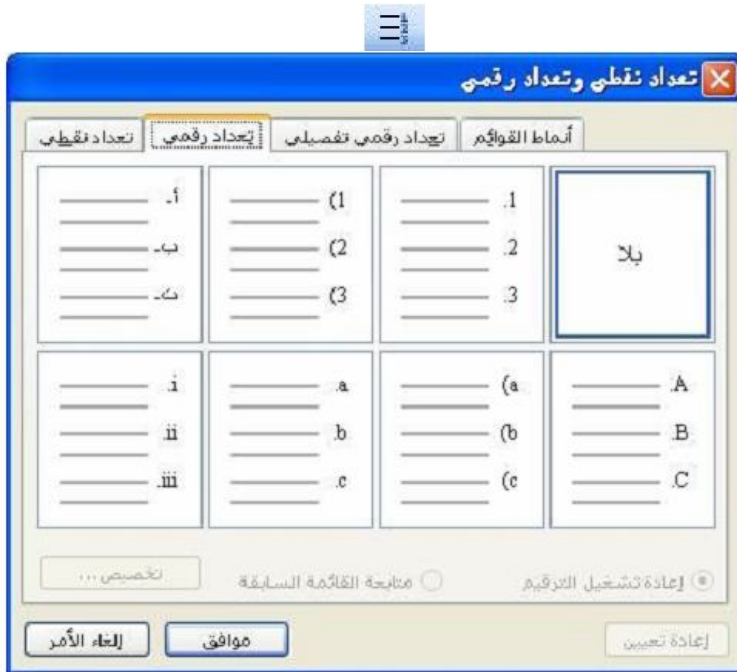 تعداد نقطي وتعداد رقمي
أنماط القوائم تعداد رقمي تفصيلي تعداد رقمي تعداد نقطي
بلا .1 (1 أ-
.2 (2 ب-
.3 (3 ت-
.A (a .a .i
.B (b .b .ii
.C (c .c .iii
إعادة تشغيل الترقيم متابعة القائمة السابقة تخصيص...
إعادة تعيين موافق إلغاء الأمر